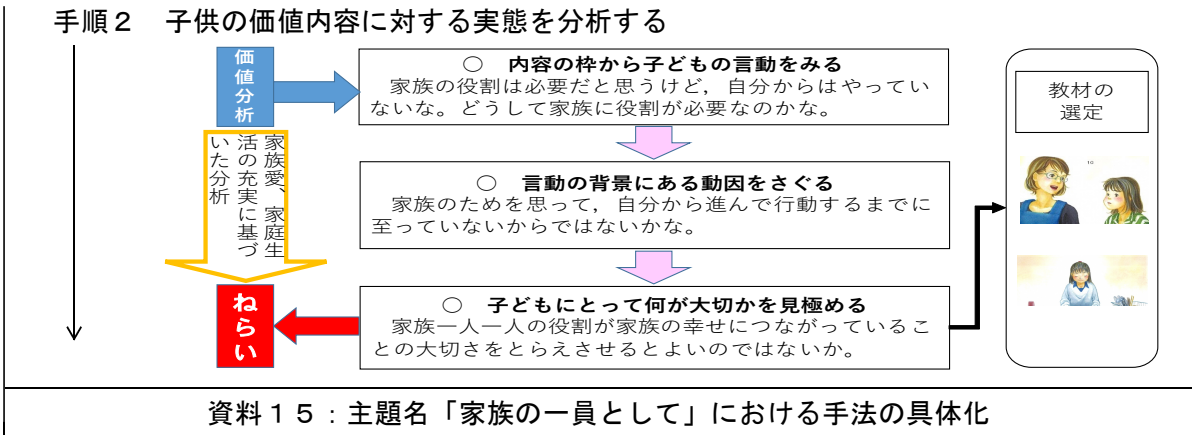 手順２　子供の価値内容に対する実態を分析する
価
値
分
析
家族愛、家庭生
活の充実に基づ
いた分析
ねらい
○　内容の枠から子どもの言動をみる
家族の役割は必要だと思うけど，自分からはやってい
ないな。どうして家族に役割が必要なのかな。
○　言動の背景にある動因をさぐる
家族のためを思って，自分から進んで行動するまでに
至っていないからではないかな。
○　子どもにとって何が大切かを見極める
家族一人一人の役割が家族の幸せにつながっているこ
との大切さをとらえさせるとよいのではないか。
教材の
選定
10
資料１５：主題名「家族の一員として」における手法の具体化